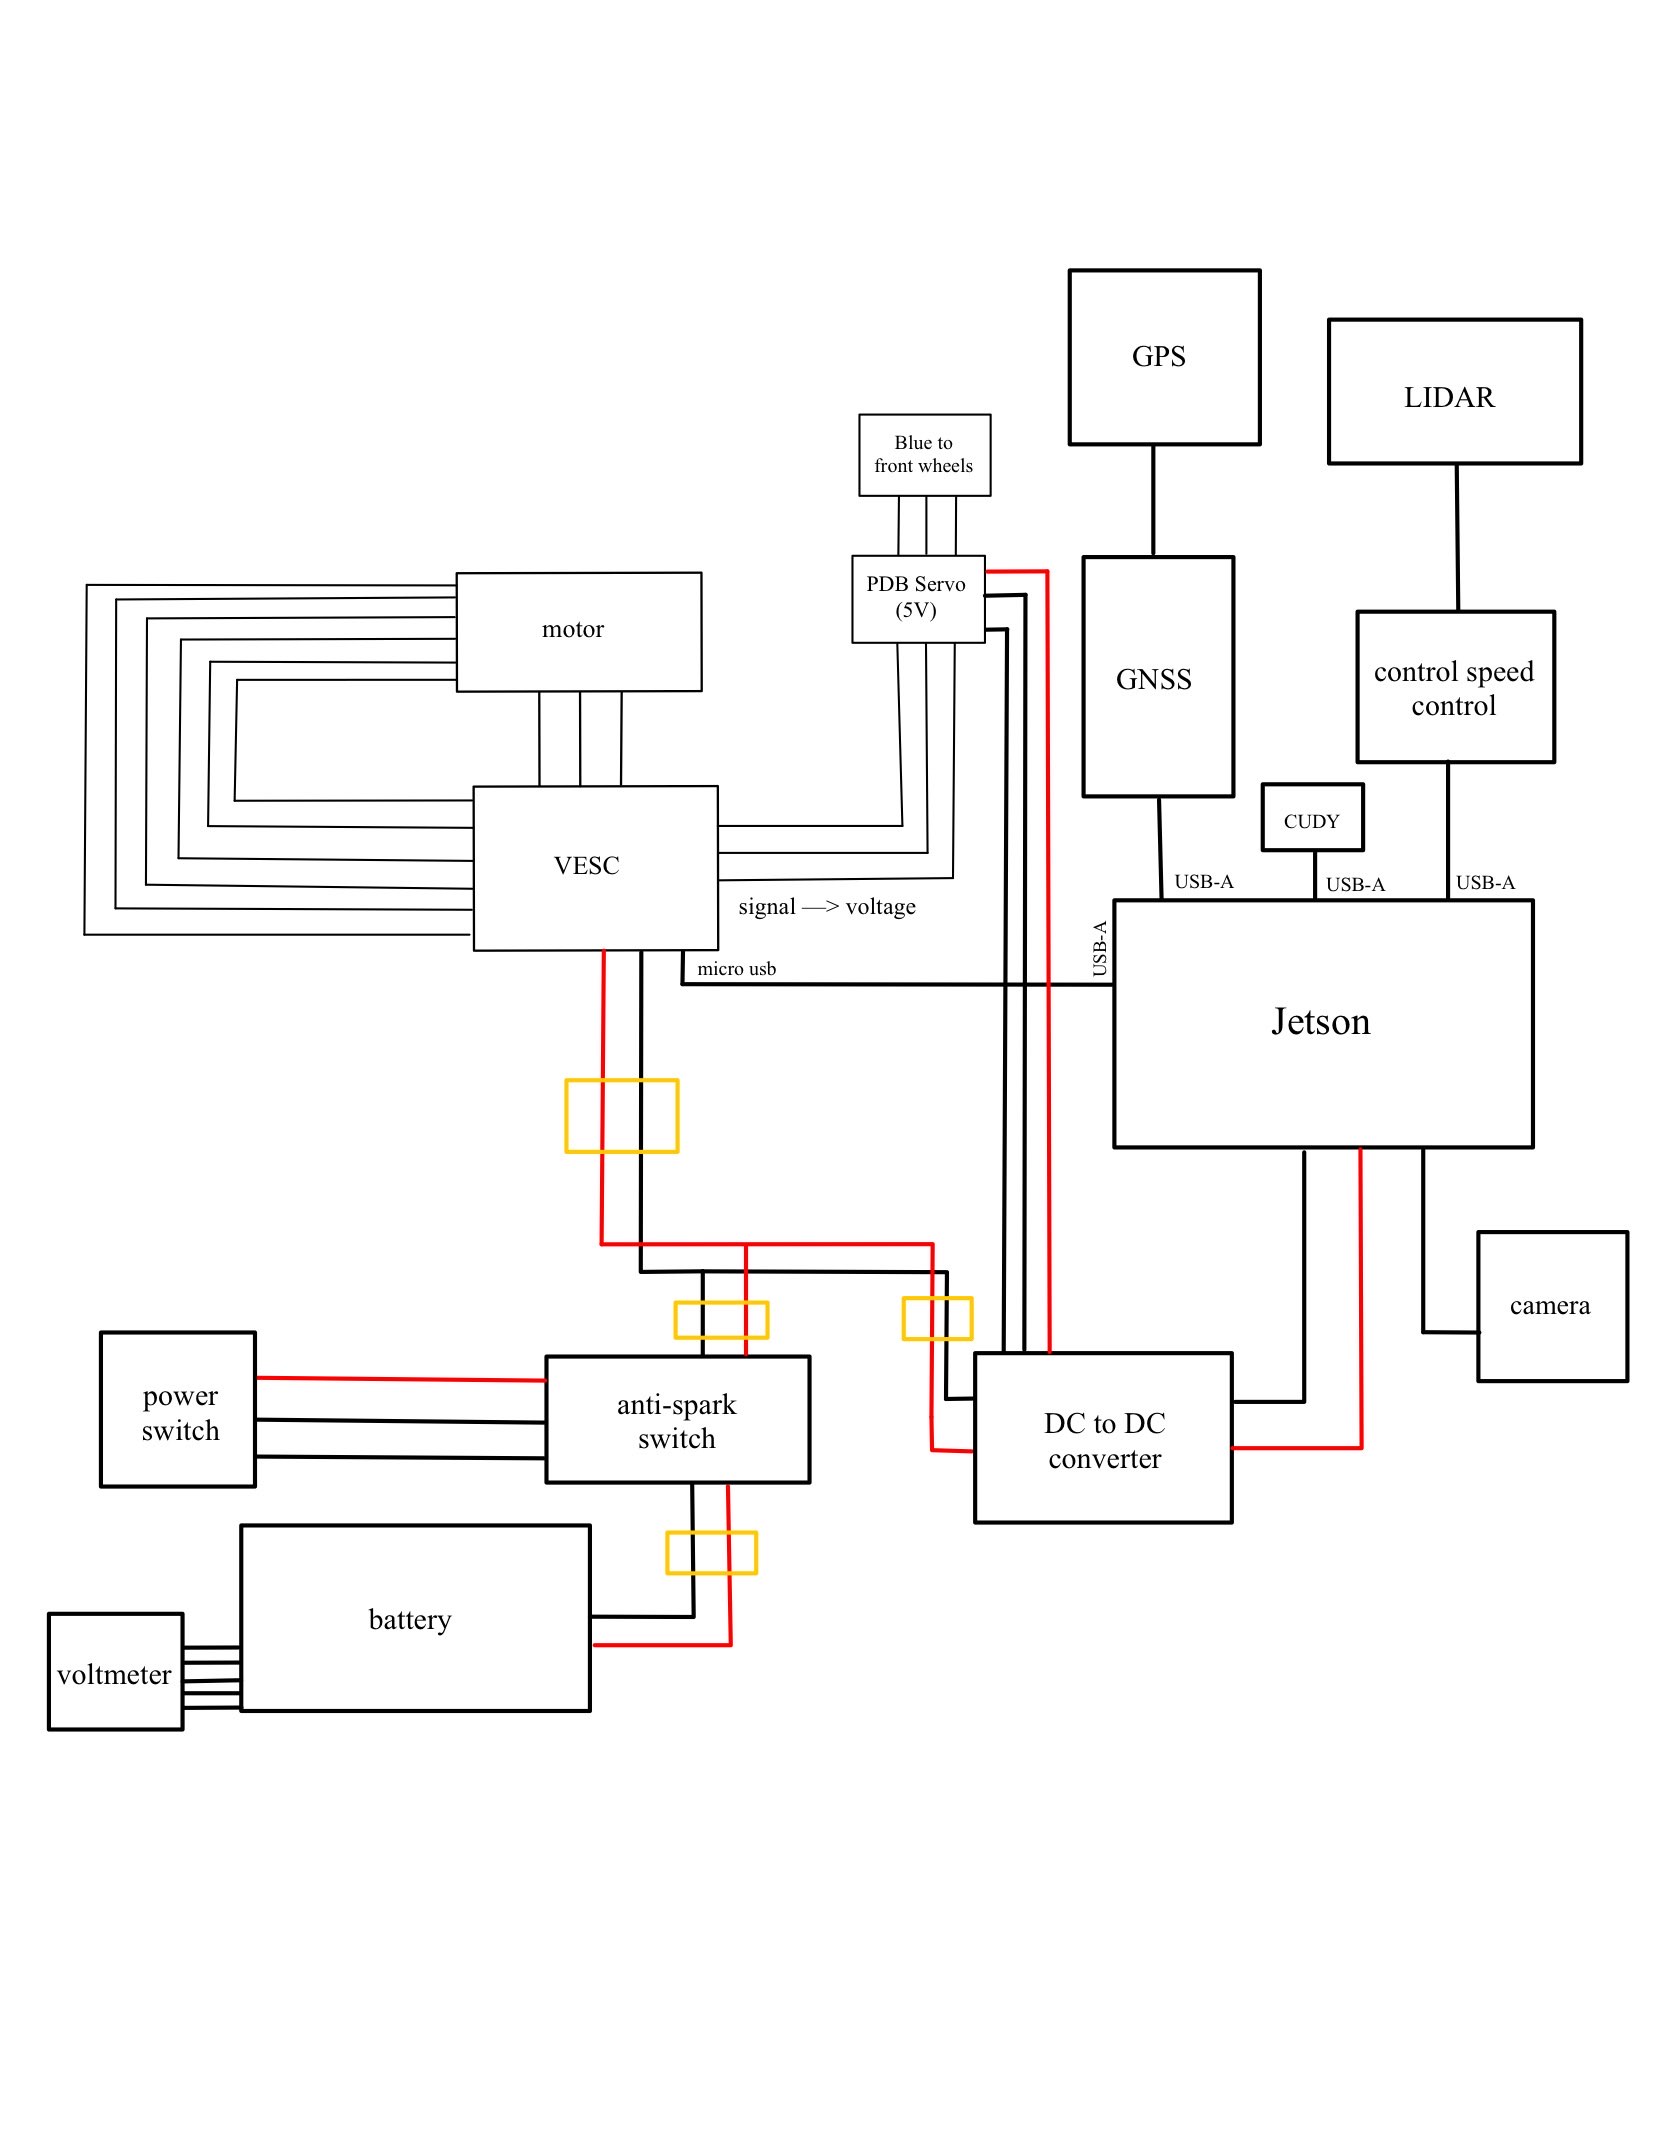 GPS
LIDAR
Blue to
front wheels
PDB Servo
(5V)
motor
GNSS
control speed
control
CUDY
VESC
USB-A
USB-A
USB-A
signal —> voltage
USB-A
micro usb
Jetson
camera
power
switch
anti-spark
switch
DC to DC
converter
battery
voltmeter